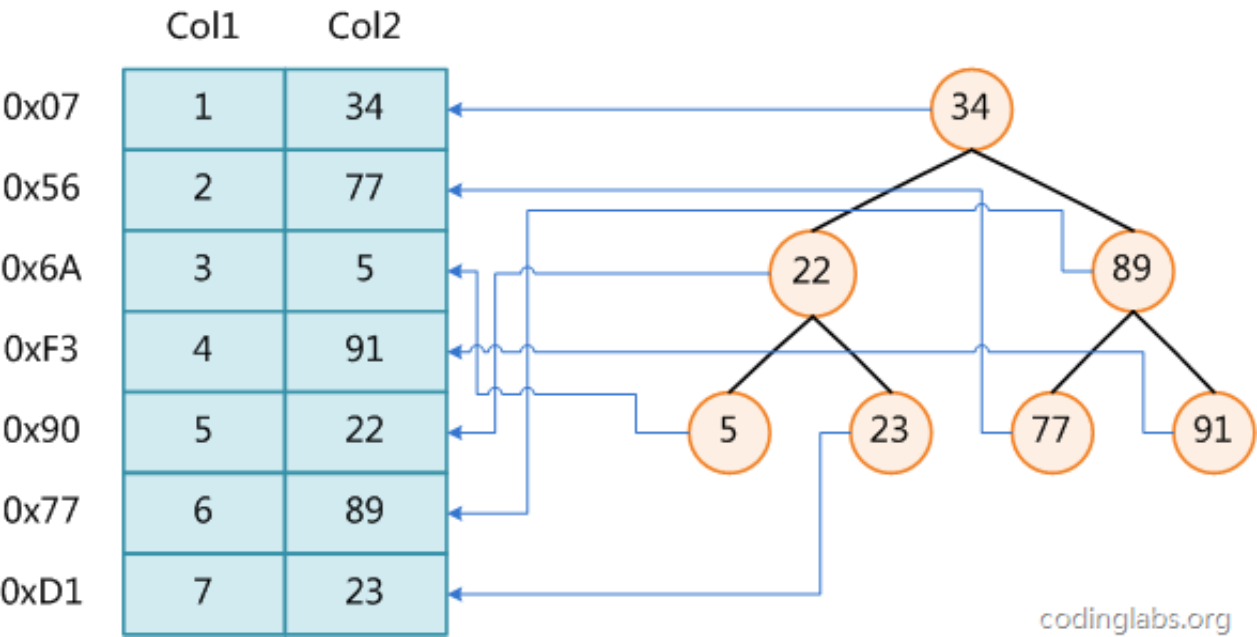 Col1 Col2
0x07 1 34 34
0x56 2 77
0x6A 3 5 22 89
0xF3 4 91
0x90 5 22 5 23 77 91
0x77 6 89
0xD1 7 23
codinglabs.org